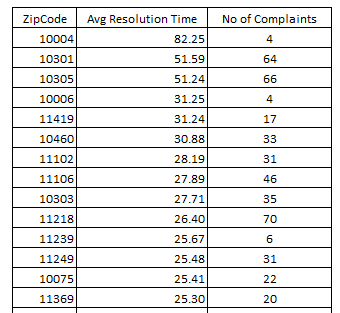 ZipCode Avg Resolution Time No of Complaints
10004 82.25 4
10301 51.59 64
10305 51.24 66
10006 31.25 4
11419 31.24 17
10460 30.88 33
11102 28.19 31
11106 27.89 46
10303 27.71 35
11218 26.40 70
11239 25.67 6
11249 25.48 31
10075 25.41 22
11369 25.30 20